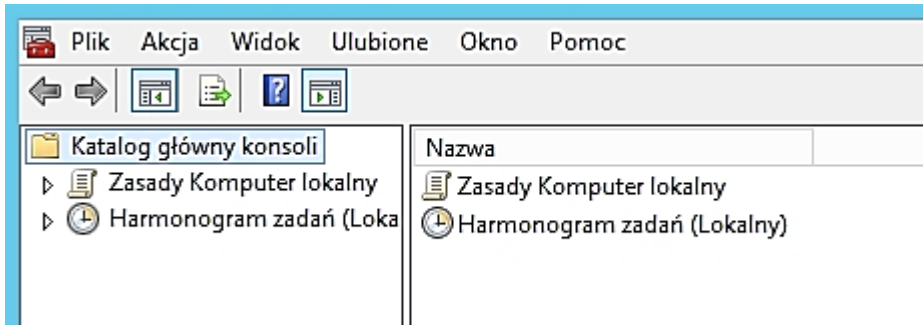 Plik Akcja Widok Ulubione Okno Pomoc
?
Katalog główny konsoli
Zasady Komputer lokalny
Harmonogram zadań (Loka
Nazwa
Zasady Komputer lokalny
Harmonogram zadań (Lokalny)